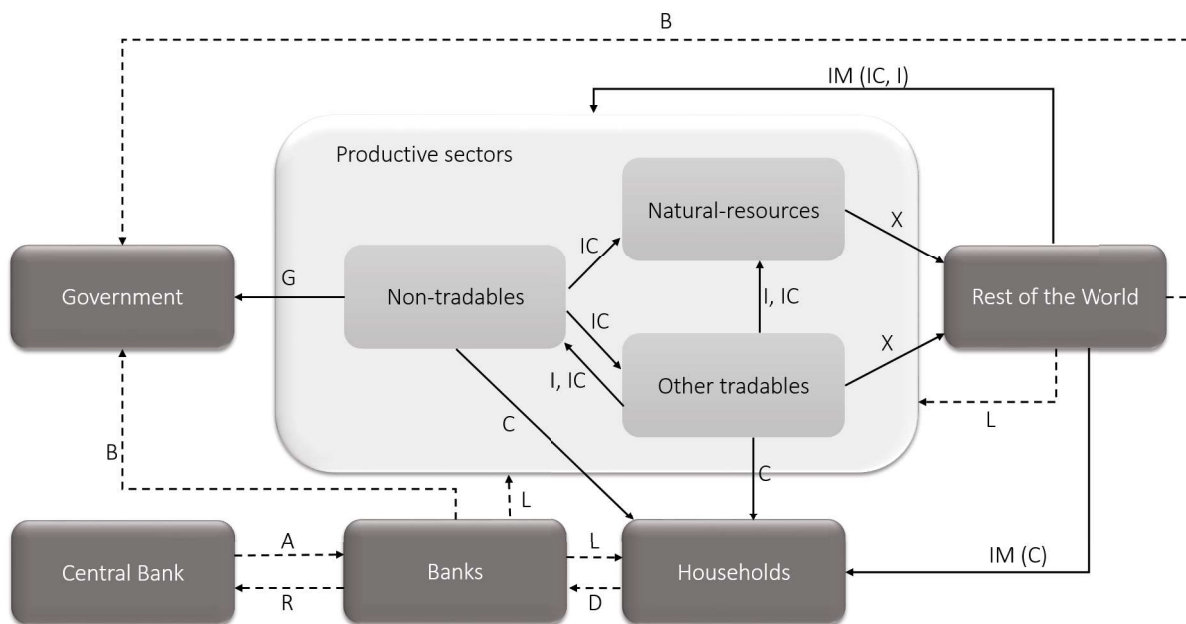 B
IM (IC, I)
Productive sectors
Natural-resources
X
IC
Government
G
Non-tradables
I, IC
Rest of the World
IC
X
I, IC
Other tradables
C
L
B
C
L
Central Bank
A
R
Banks
L
D
Households
IM (C)